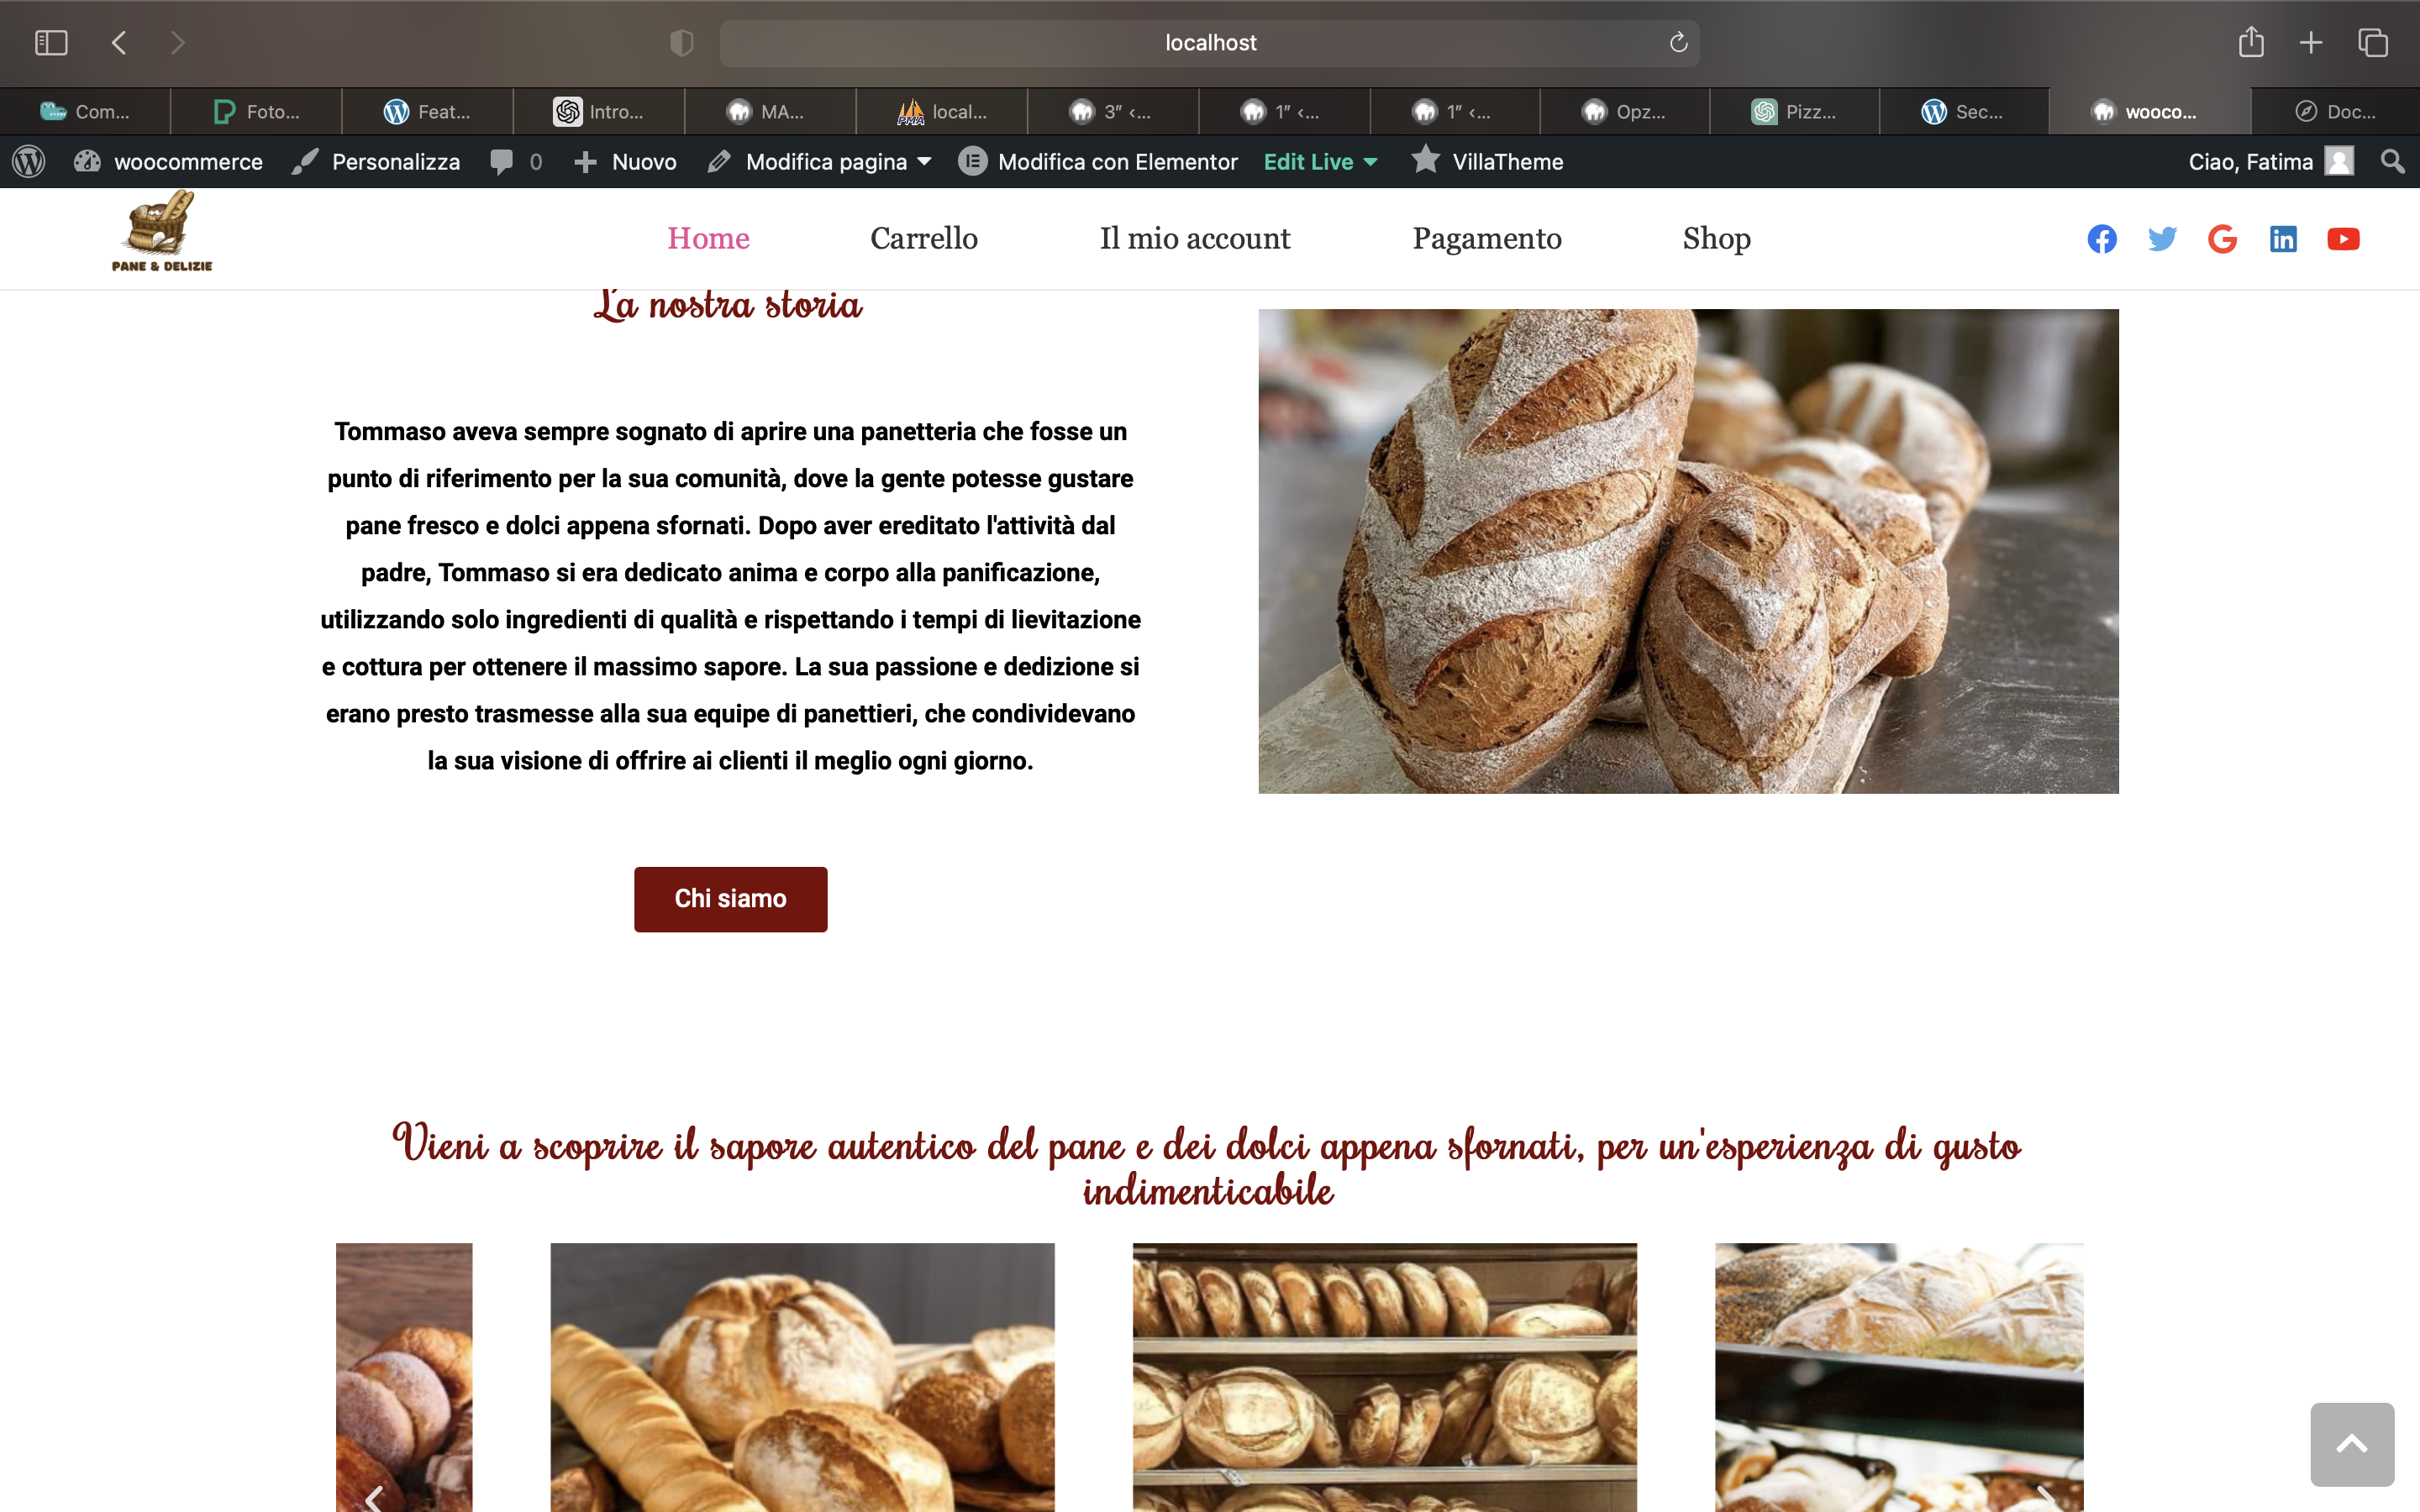 localhost
Com...
Foto...
Feat...
Intro...
MA...
local...
3” ‹...
1” ‹...
1” ‹...
Opz...
Pizz...
Sec...
wooco...
Doc...
woocommerce
Personalizza
0
Nuovo
Modifica pagina
Modifica con Elementor
Edit Live
VillaTheme
Ciao, Fatima
PANE & DELIZIE
Home
Carrello
Il mio account
Pagamento
Shop
La nostra storia
Tommaso aveva sempre sognato di aprire una panetteria che fosse un
punto di riferimento per la sua comunità, dove la gente potesse gustare
pane fresco e dolci appena sfornati. Dopo aver ereditato l'attività dal
padre, Tommaso si era dedicato anima e corpo alla panificazione,
utilizzando solo ingredienti di qualità e rispettando i tempi di lievitazione
e cottura per ottenere il massimo sapore. La sua passione e dedizione si
erano presto trasmesse alla sua equipe di panettieri, che condividevano
la sua visione di offrire ai clienti il meglio ogni giorno.
Chi siamo
Vieni a scoprire il sapore autentico del pane e dei dolci appena sfornati, per un'esperienza di gusto
indimenticabile